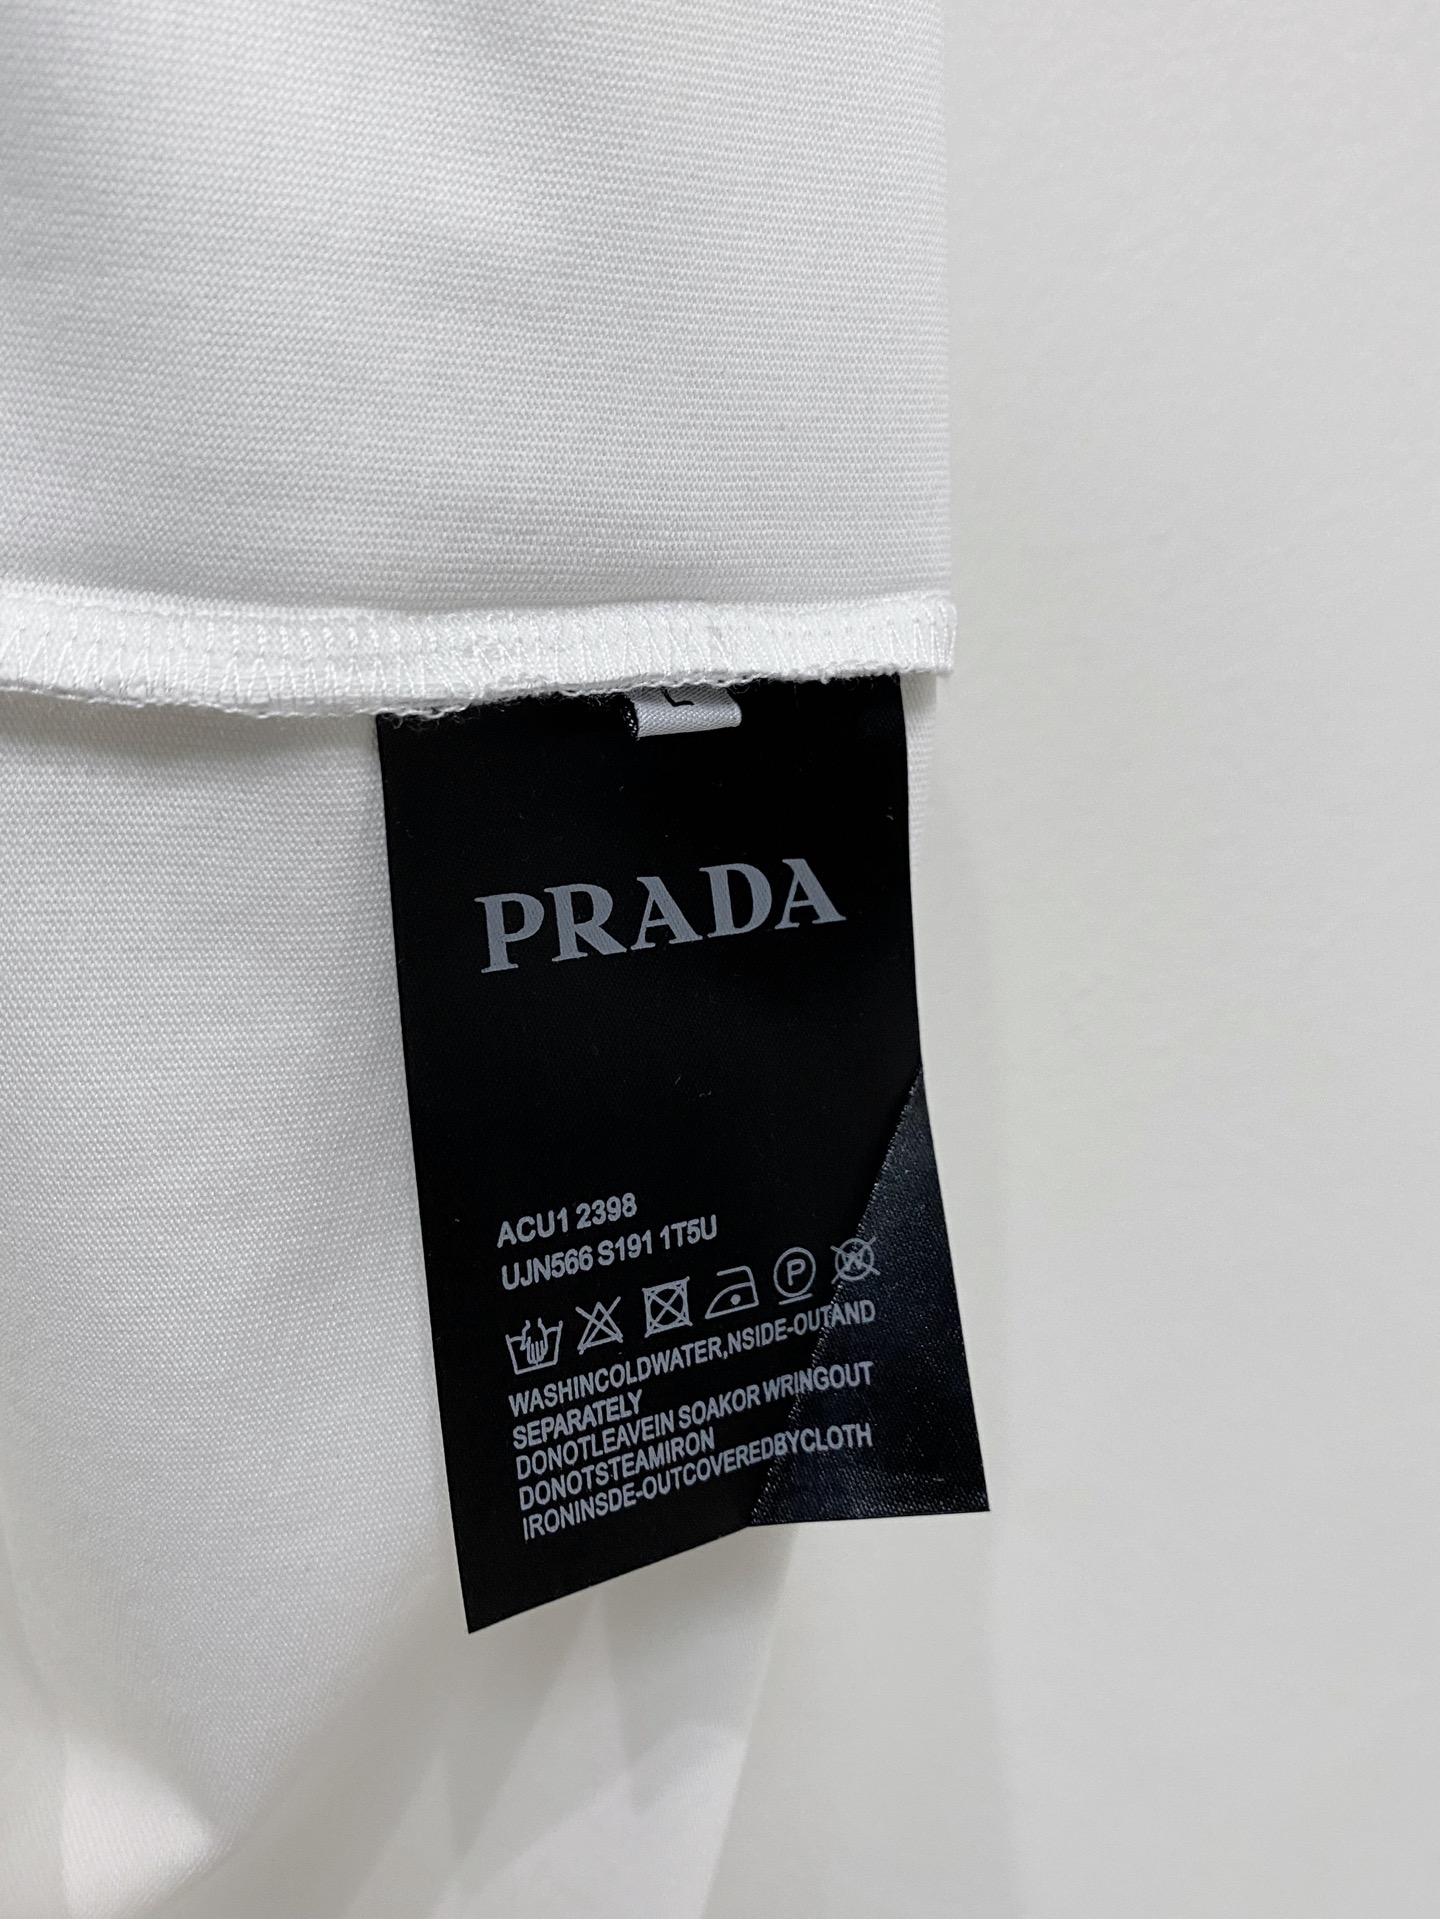 L
PRADA
ACU1 2398
UJN566 S191 1T5U
P
W
WASHINCOLDWATER,NSIDE-OUTAND
SEPARATELY
DONOTLEAVEIN SOAKOR WRINGOUT
DONOTSTEAMIRON
IRONINSDE-OUTCOVEREDBYCLOTH